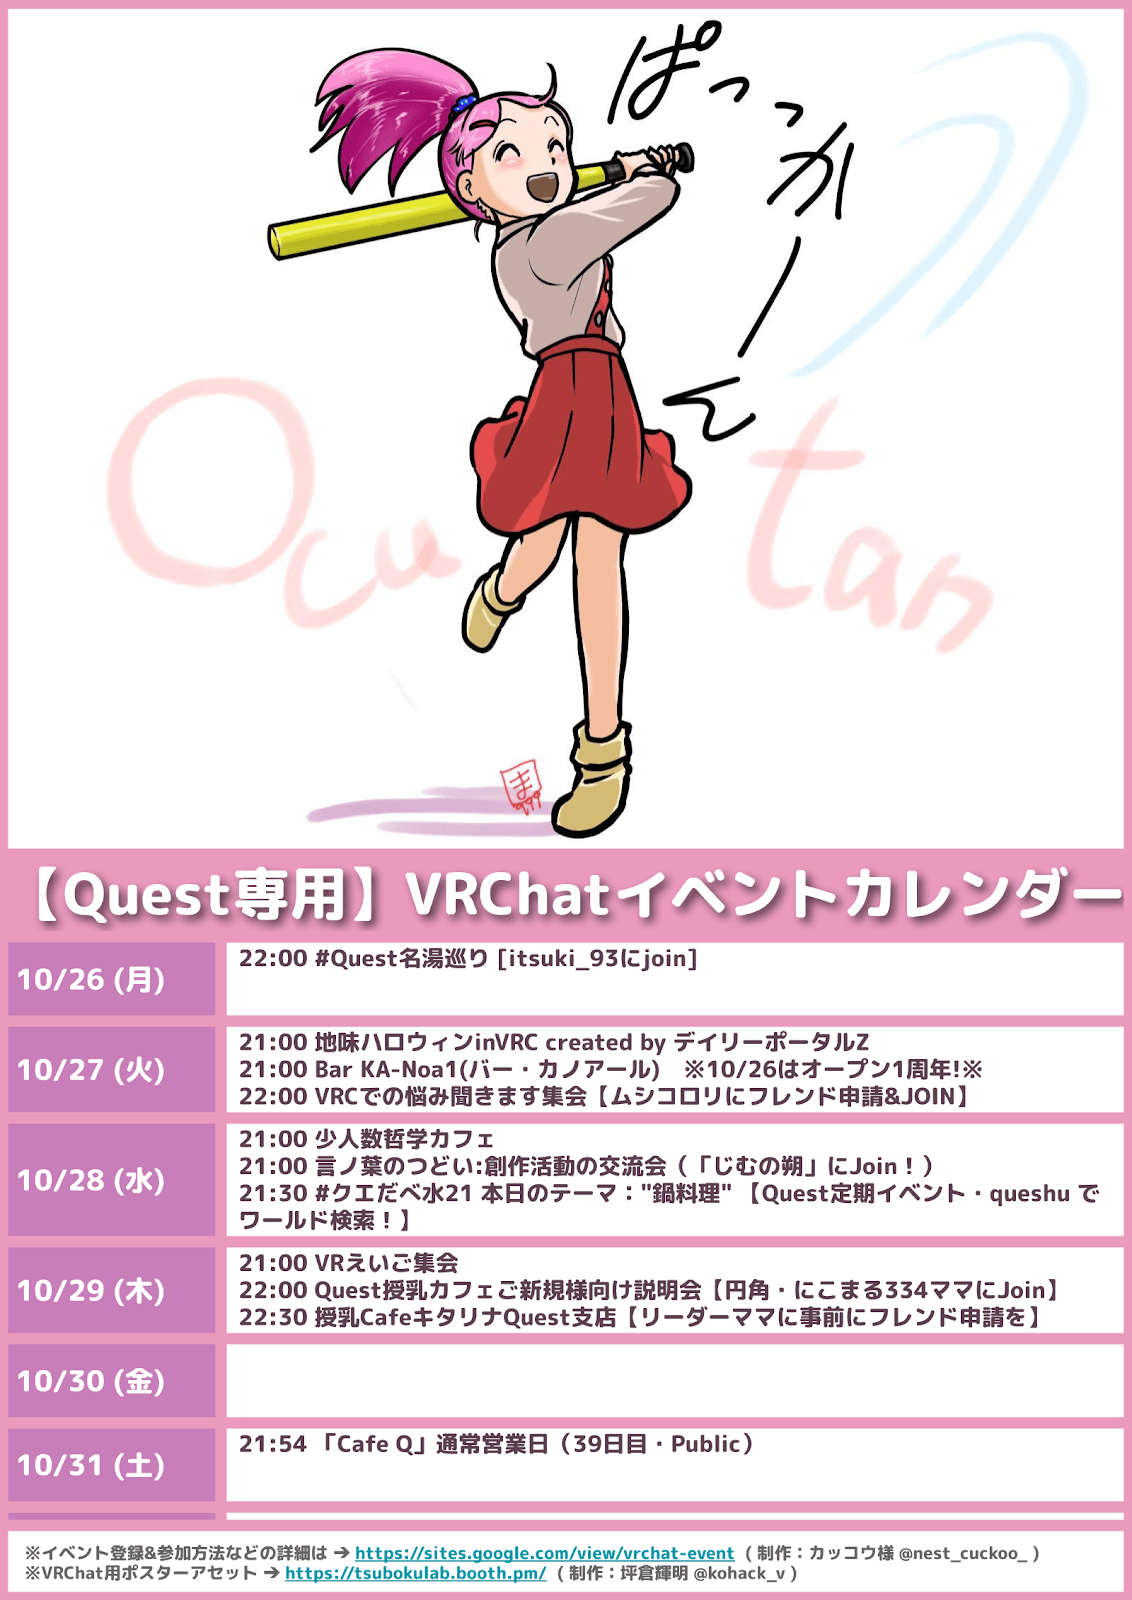 ぱっっかーん
Ocutan
ま
【Quest専用】VRChatイベントカレンダー
10/26 (月)
22:00 #Quest名湯巡り [itsuki_93にjoin]
10/27 (火)
21:00 地味ハロウィンinVRC created by デイリーポータルZ
21:00 Bar KA-Noa1(バー・カノアール)　※10/26はオープン1周年!※
22:00 VRCでの悩み聞きます集会【ムシコロリにフレンド申請&JOIN】
10/28 (水)
21:00 少人数哲学カフェ
21:00 言ノ葉のつどい:創作活動の交流会（「じむの朔」にJoin！）
21:30 #クエだべ水21 本日のテーマ："鍋料理" 【Quest定期イベント・queshu で
ワールド検索！】
10/29 (木)
21:00 VRえいご集会
22:00 Quest授乳カフェご新規様向け説明会【円角・にこまる334ママにJoin】
22:30 授乳CafeキタリナQuest支店【リーダーママに事前にフレンド申請を】
10/30 (金)
10/31 (土)
21:54 「Cafe Q」通常営業日（39日目・Public）
※イベント登録&参加方法などの詳細は ➔ https://sites.google.com/view/vrchat-event （制作：カッコウ様 @nest_cuckoo_ ）
※VRChat用ポスターアセット ➔ https://tsubokulab.booth.pm/ （制作：坪倉輝明 @kohack_v ）